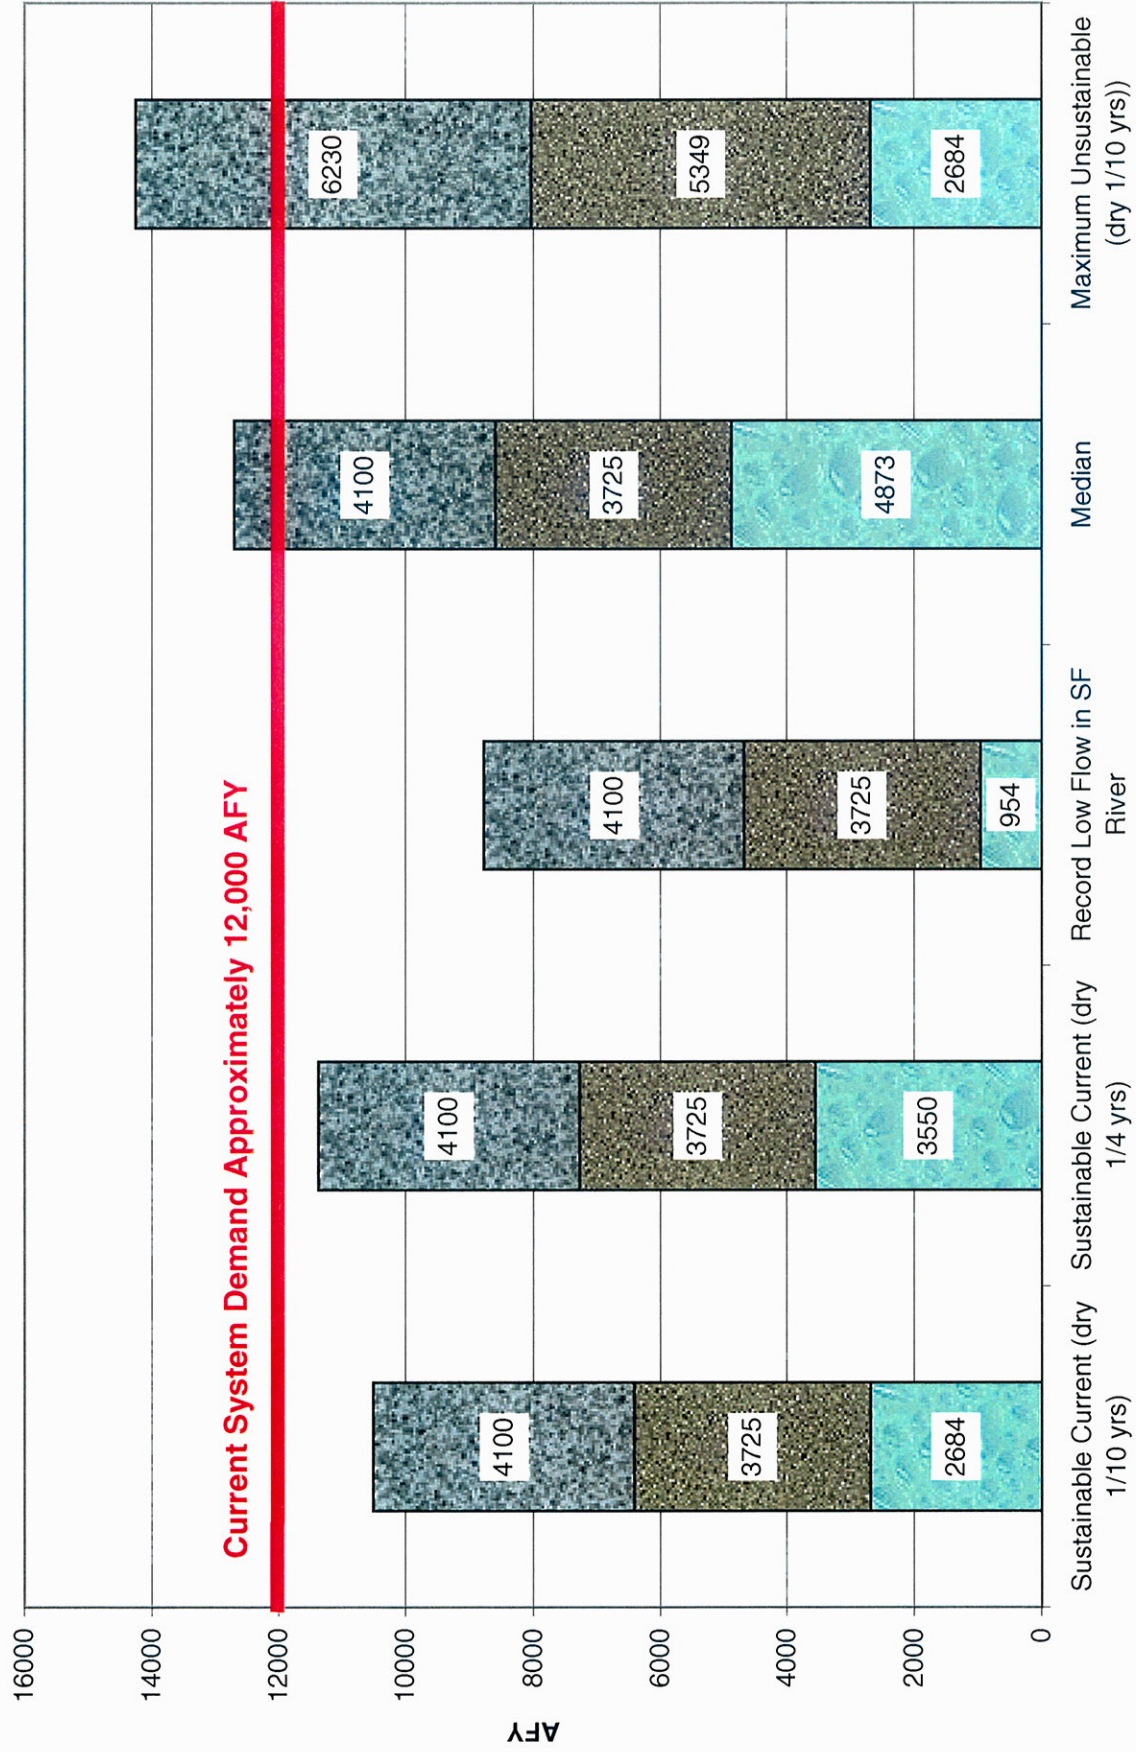 16000
14000
12000
10000
8000
6000
4000
2000
0
AFY
Current System Demand Approximately 12,000 AFY
4100
3725
2684
4100
3725
3550
4100
3725
954
4100
3725
4873
6230
5349
2684
Sustainable Current (dry
1/10 yrs)
Sustainable Current (dry
1/4 yrs)
Record Low Flow in SF
River
Median
Maximum Unsustainable
(dry 1/10 yrs))